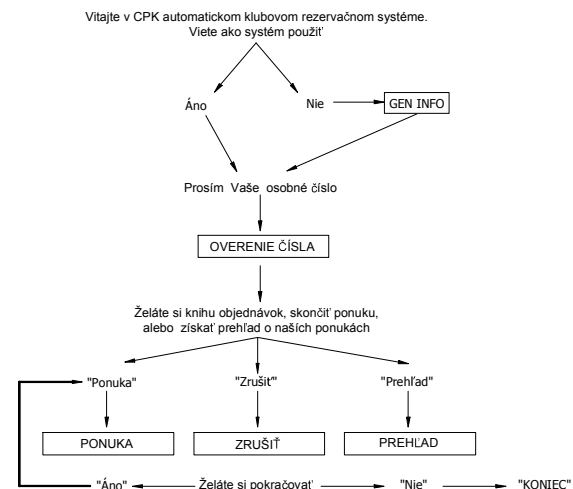 Vitajte v CPK automatickom klubovom rezervačnom systéme.
Viete ako systém použiť
Áno
Nie
GEN INFO
Prosím Vaše osobné číslo
OVERENIE ČÍSLA
Želáte si knihu objednávok, skončiť ponuku,
alebo získať prehľad o naších ponukách
"Ponuka"
"Zrušiť"
"Prehľad"
PONUKA
ZRUŠIŤ
PREHĽAD
"Áno"
Želáte si pokračovať
"Nie"
"KONIEC"